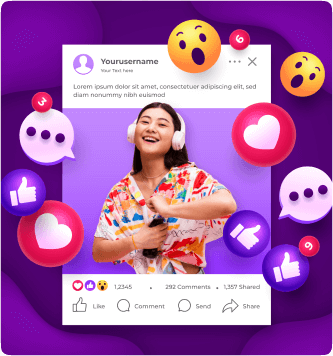 Yourusername
Your Text here
Lorem ipsum dolor sit amet, consectetuer adipiscing elit, sed
diam nonummy nibh euismod
6
3
6
1,2345 • 292 Comments • 1,357 Shared
Like Comment Send Share